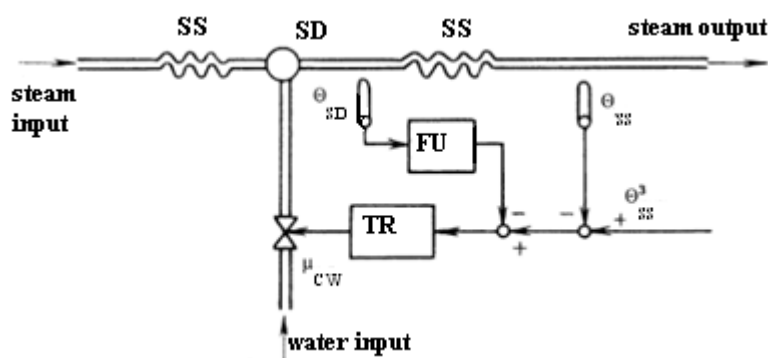 SS SD SS steam output
steam input
Θ SD
Θ SS
FU
Θ³ SS
TR
− − +
+
μ CW
water input